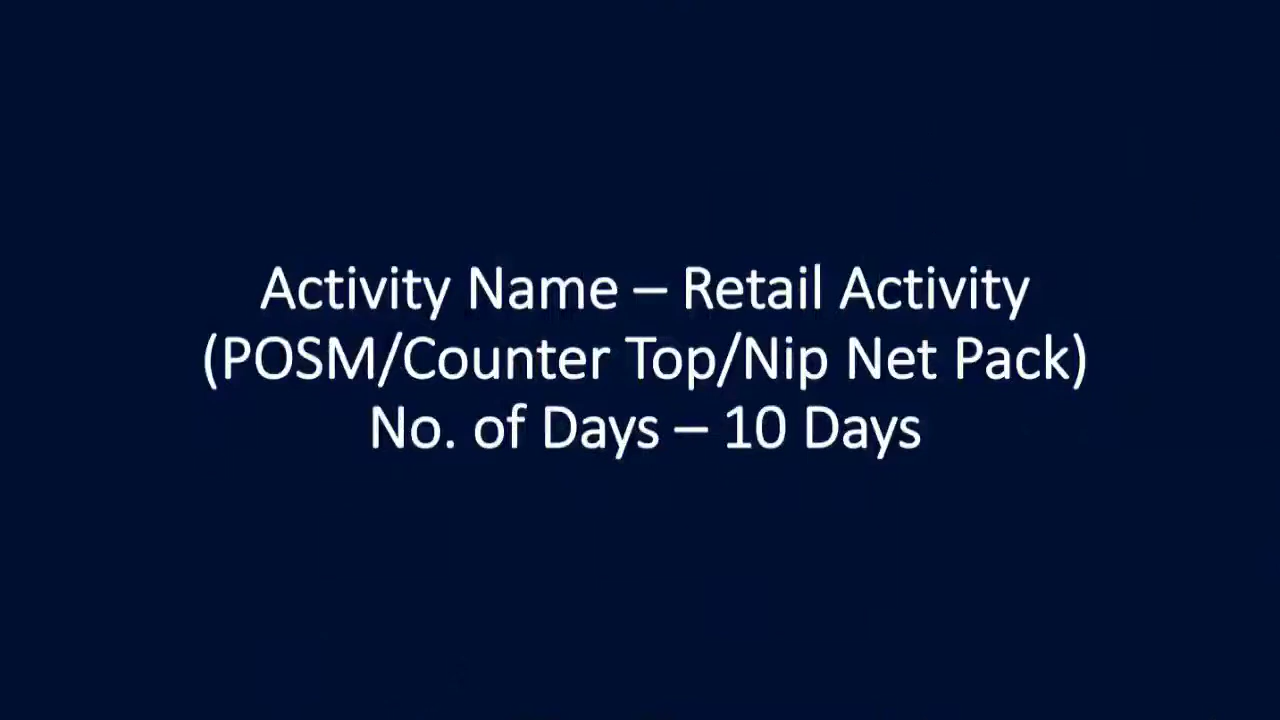 Activity Name – Retail Activity
(POSM/Counter Top/Nip Net Pack)
No. of Days – 10 Days